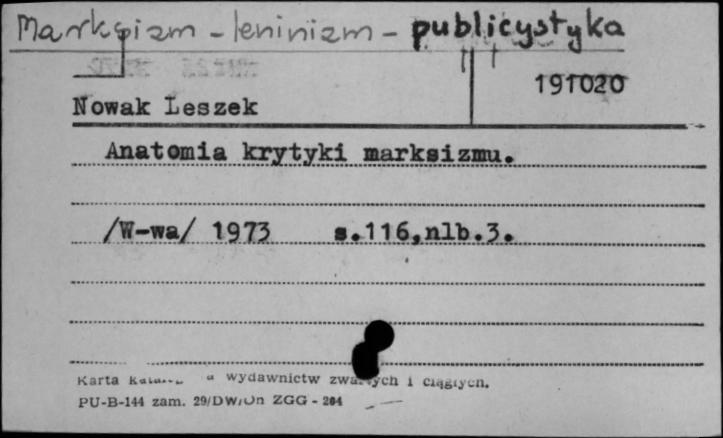 Marksizm - leninizm - publicystyka
191020
Nowak Leszek
Anatomia krytyki marksizmu.
/W-wa/ 1973 s.116,nlb.3.
Karta wydawnictw zwartych i ciągłych.
PU-B-144 zam. 29/DW/Dn ZGG - 204